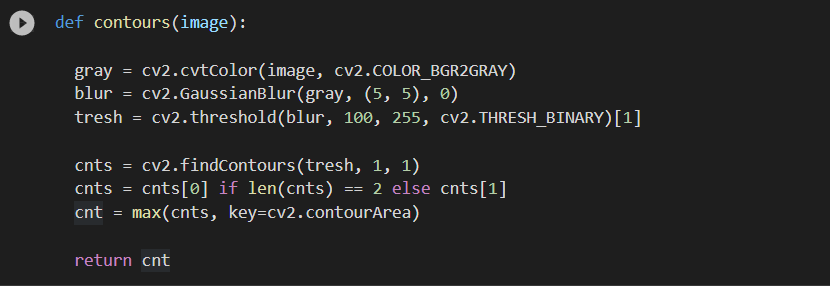 def contours(image):
gray = cv2.cvtColor(image, cv2.COLOR_BGR2GRAY)
blur = cv2.GaussianBlur(gray, (5, 5), 0)
tresh = cv2.threshold(blur, 100, 255, cv2.THRESH_BINARY)[1]
cnts = cv2.findContours(tresh, 1, 1)
cnts = cnts[0] if len(cnts) == 2 else cnts[1]
cnt = max(cnts, key=cv2.contourArea)
return cnt